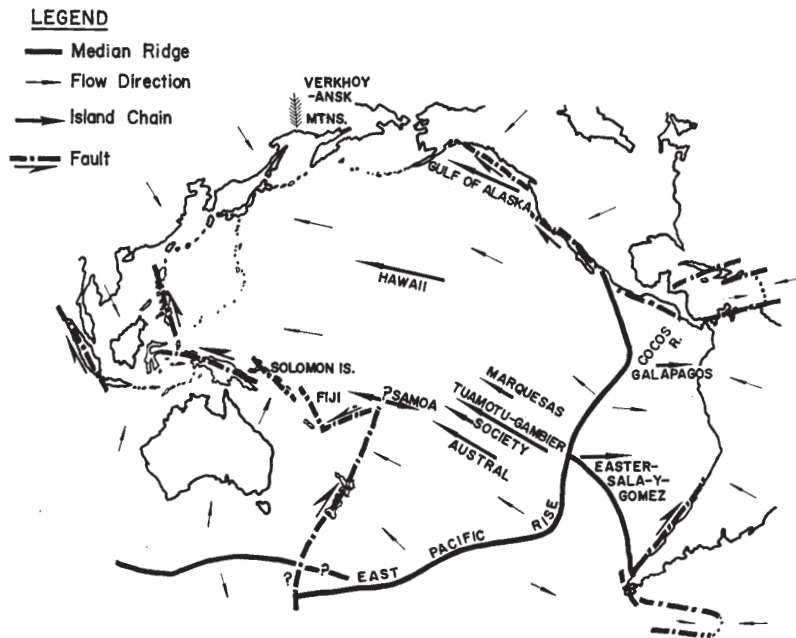 LEGEND
Median Ridge
Flow Direction
Island Chain
Fault
VERKHOY
-ANSK
MTNS.
GULF OF ALASKA
HAWAII
SOLOMON IS.
FIJI
?
SAMOA
MARQUESAS
TUAMOTU-GAMBIER
SOCIETY
AUSTRAL
COCOS
R.
GALAPAGOS
EASTER-
SALA-Y-
GOMEZ
EAST PACIFIC RISE
?
?